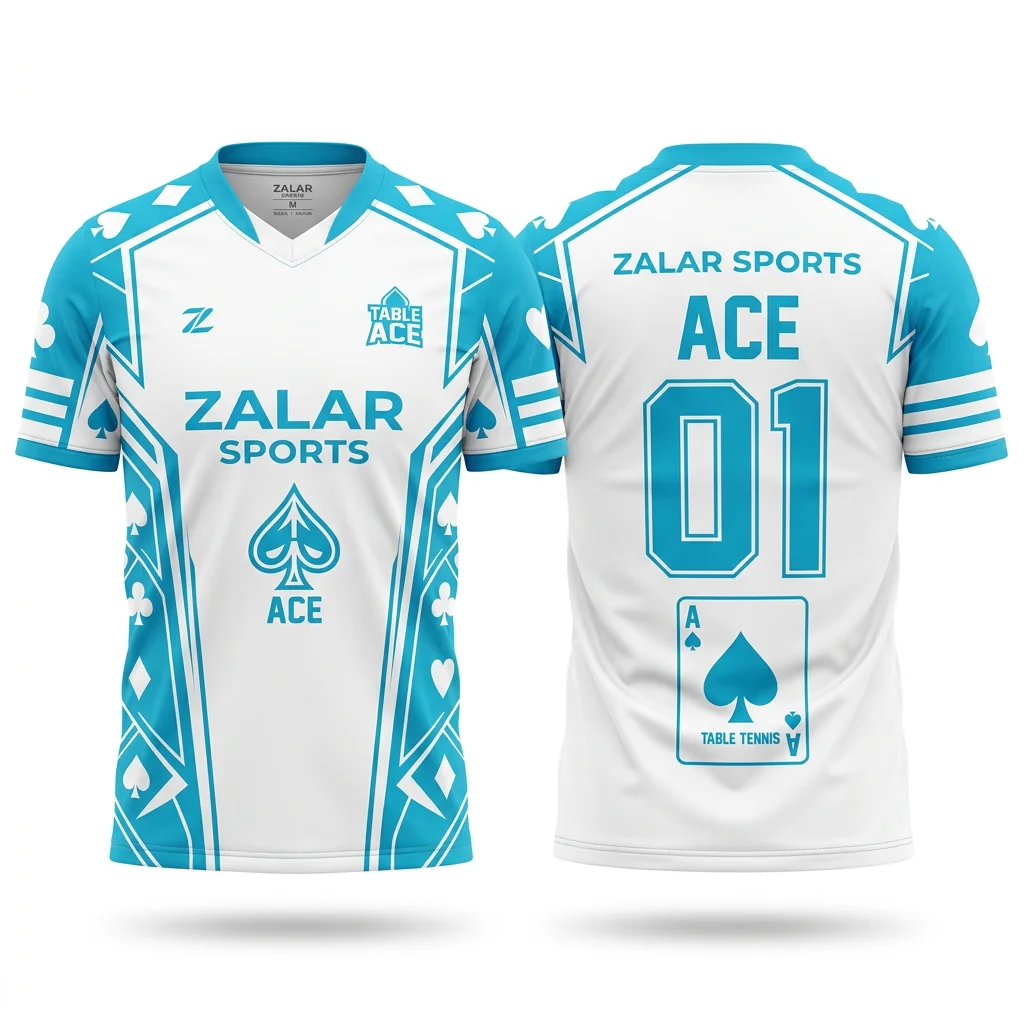 ZALAR
M
Z
TABLE
ACE
ZALAR
SPORTS
ACE
ZALAR SPORTS
ACE
01
A
TABLE TENNIS
A